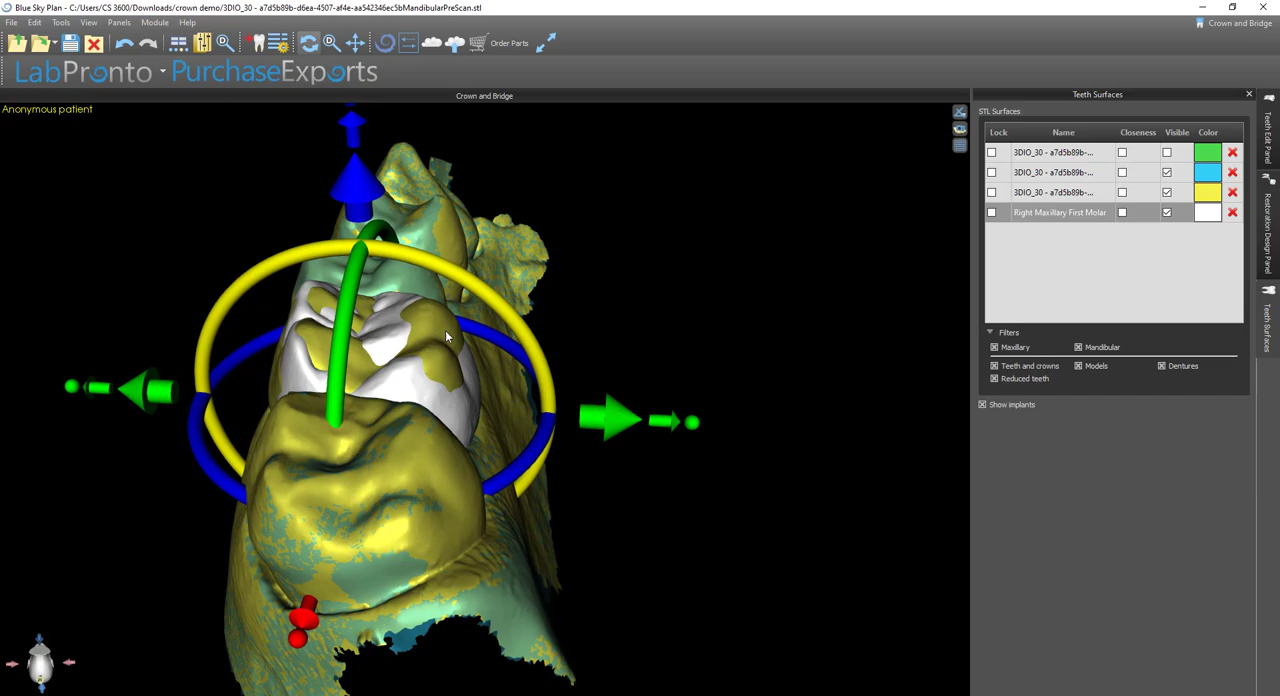 Blue Sky Plan - C:/Users/CS 3600/Downloads/crown demo/3DIO_30 - a7d5b89b-d6ea-4507-af4e-aa542346ec5bMandibularPreScan.stl
File Edit Tools View Panels Module Help
Crown and Bridge
Order Parts
LabPronto PurchaseExports
Crown and Bridge
Teeth Surfaces
Anonymous patient
STL Surfaces
Lock Name Closeness Visible Color
3DIO_30 - a7d5b89b-...
3DIO_30 - a7d5b89b-...
3DIO_30 - a7d5b89b-...
Right Maxillary First Molar
Filters
Maxillary Mandibular
Teeth and crowns Models Dentures
Reduced teeth
Show implants
Teeth Edit Panel
Restoration Design Panel
Teeth Surfaces